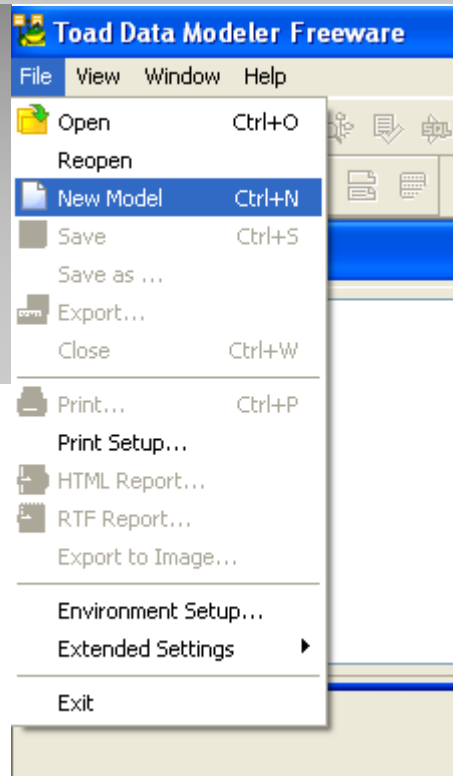 Toad Data Modeler Freeware
File View Window Help
Open Ctrl+O
Reopen
New Model Ctrl+N
Save Ctrl+S
Save as ...
Export...
Close Ctrl+W
Print... Ctrl+P
Print Setup...
HTML Report...
RTF Report...
Export to Image...
Environment Setup...
Extended Settings
Exit